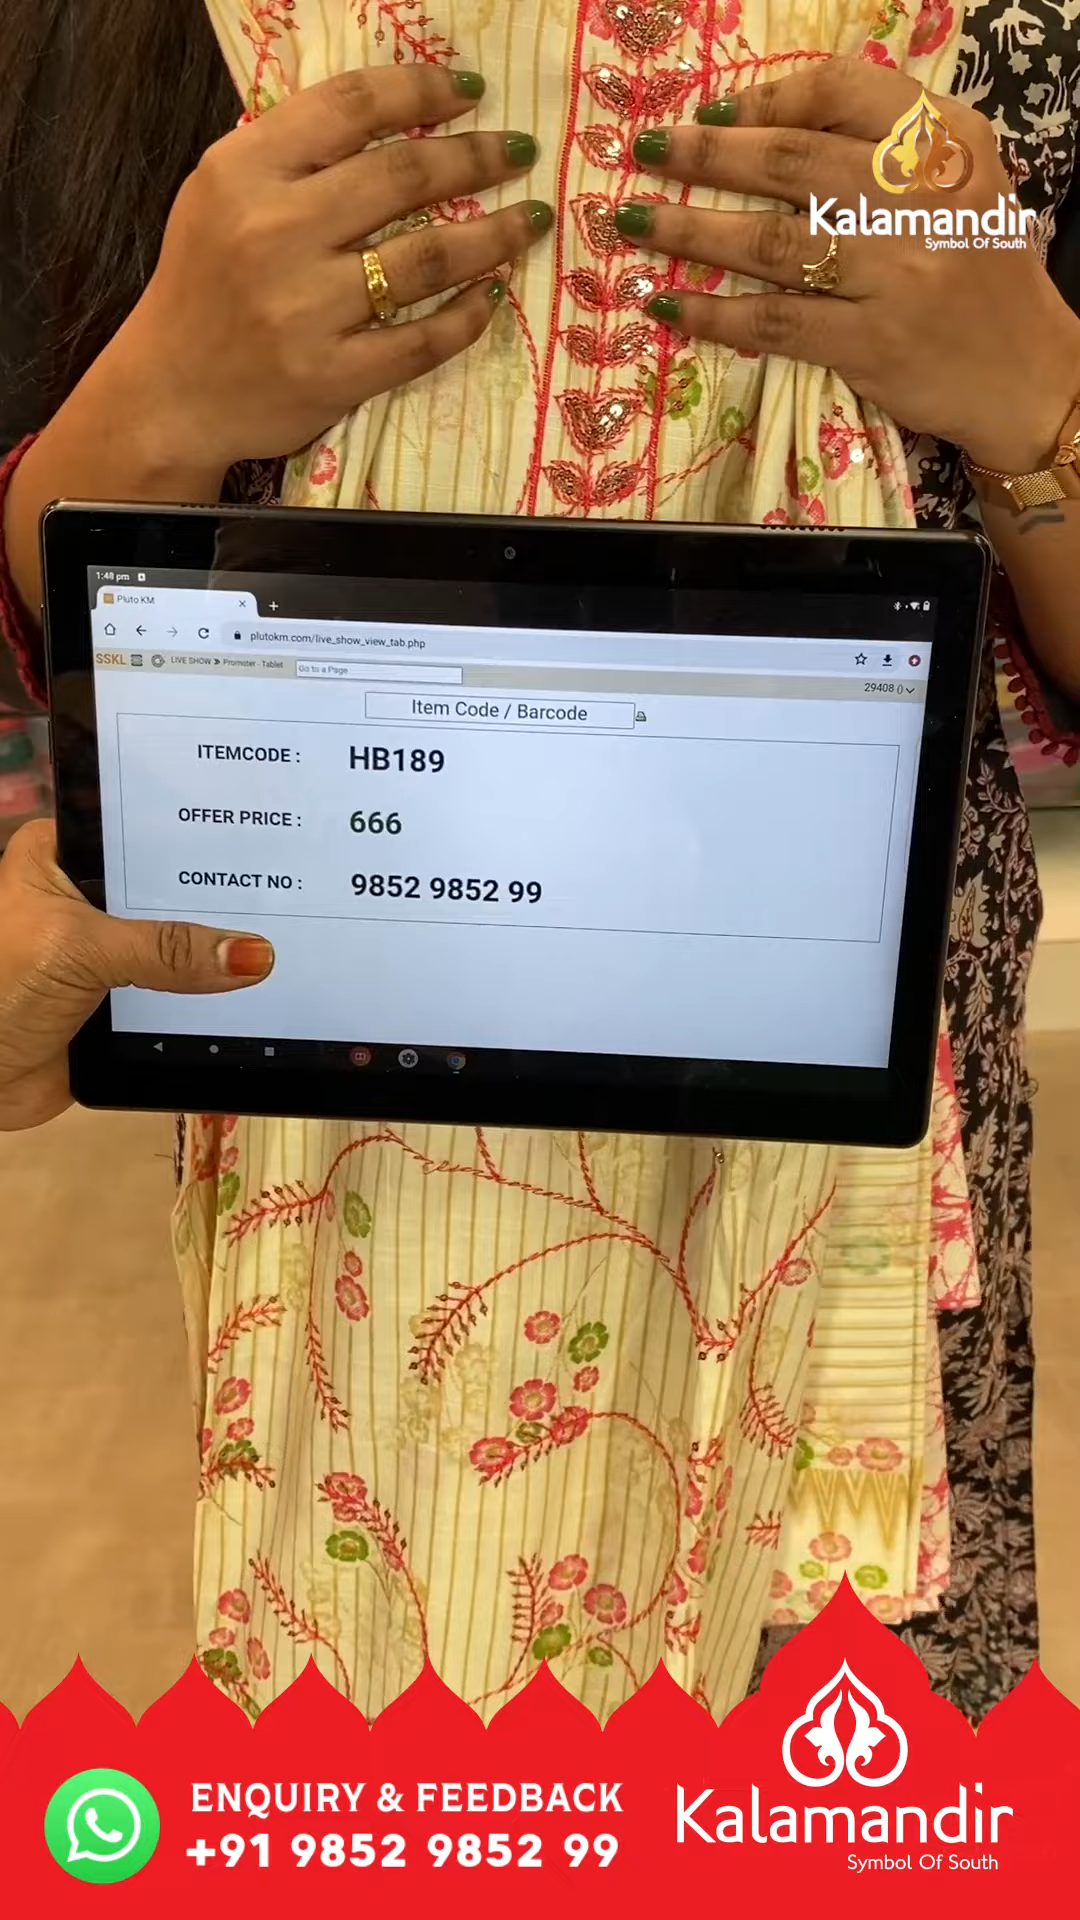 Kalamandir
Symbol Of South
1:48 pm
Pluto KM
plutokm.com/live_show_view_tab.php
SSKL
LIVE SHOW » Promoter - Tablet
Go to a Page
29408 ()
Item Code / Barcode
ITEMCODE : HB189
OFFER PRICE : 666
CONTACT NO : 9852 9852 99
ENQUIRY & FEEDBACK
+91 9852 9852 99
Kalamandir
Symbol Of South